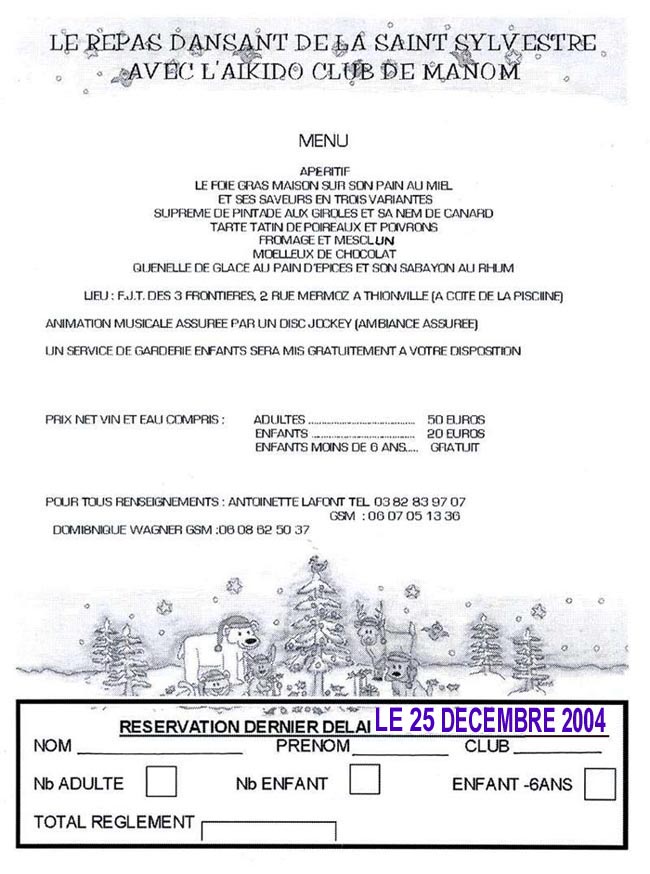 LE REPAS DANSANT DE LA SAINT SYLVESTRE
AVEC L'AIKIDO CLUB DE MANOM
MENU
APERITIF
LE FOIE GRAS MAISON SUR SON PAIN AU MIEL
ET SES SAVEURS EN TROIS VARIANTES
SUPREME DE PINTADE AUX GIROLES ET SA NEM DE CANARD
TARTE TATIN DE POIREAUX ET POIVRONS
FROMAGE ET MESCLUN
MOELLEUX DE CHOCOLAT
QUENELLE DE GLACE AU PAIN D'EPICES ET SON SABAYON AU RHUM
LIEU : F.J.T. DES 3 FRONTIERES, 2 RUE MERMOZ A THIONVILLE (A COTE DE LA PISCIINE)
ANIMATION MUSICALE ASSUREE PAR UN DISC JOCKEY (AMBIANCE ASSUREE)
UN SERVICE DE GARDERIE ENFANTS SERA MIS GRATUITEMENT A VOTRE DISPOSITION
PRIX NET VIN ET EAU COMPRIS : ADULTES ........................................ 50 EUROS
ENFANTS ....................................... 20 EUROS
ENFANTS MOINS DE 6 ANS..... GRATUIT
POUR TOUS RENSEIGNEMENTS : ANTOINETTE LAFONT TEL 03 82 83 97 07
GSM : 06 07 05 13 36
DOMI8NIQUE WAGNER GSM :06 08 62 50 37
RESERVATION DERNIER DELAI LE 25 DECEMBRE 2004
NOM ________________ PRENOM ____________ CLUB ____________
Nb ADULTE Nb ENFANT ENFANT -6ANS
TOTAL REGLEMENT